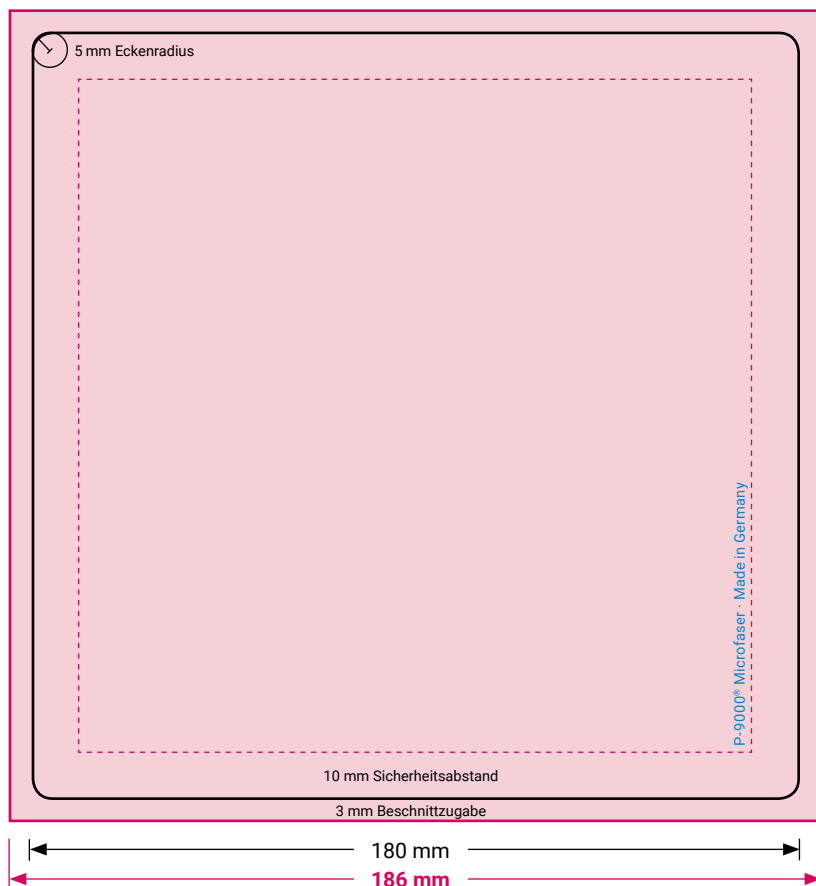 5 mm Eckenradius
P-9000® Microfaser · Made in Germany
10 mm Sicherheitsabstand
3 mm Beschnittzugabe
180 mm
186 mm